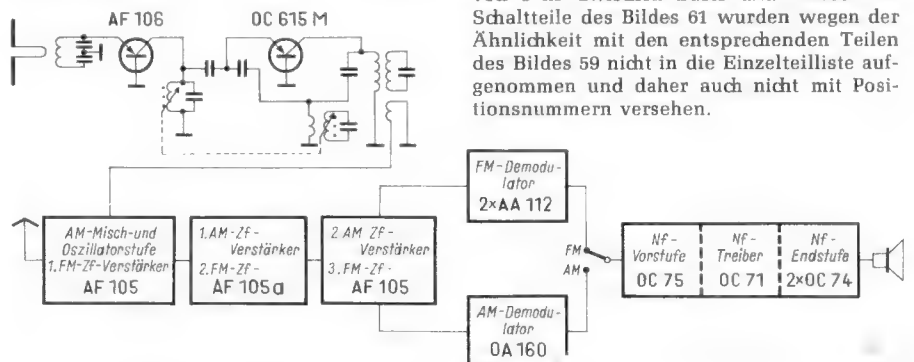 AF 106
OC 615 M
Schaltteile des Bildes 61 wurden wegen der
Ähnlichkeit mit den entsprechenden Teilen
des Bildes 59 nicht in die Einzelteilliste auf-
genommen und daher auch nicht mit Posi-
tionsnummern versehen.
AM-Misch-und
Oszillatorstufe
1.FM-Zf-Verstärker
AF 105
1.AM-Zf-
Verstärker
2.FM-Zf-
AF 105a
2.AM Zf-
Verstärker
3.FM-Zf-
AF 105
FM-Demodu-
lator
2×AA 112
AM-Demodu-
lator
OA 160
FM
AM
Nf-
Vorstufe
OC 75
Nf-
Treiber
OC 71
Nf-
Endstufe
2×OC 74